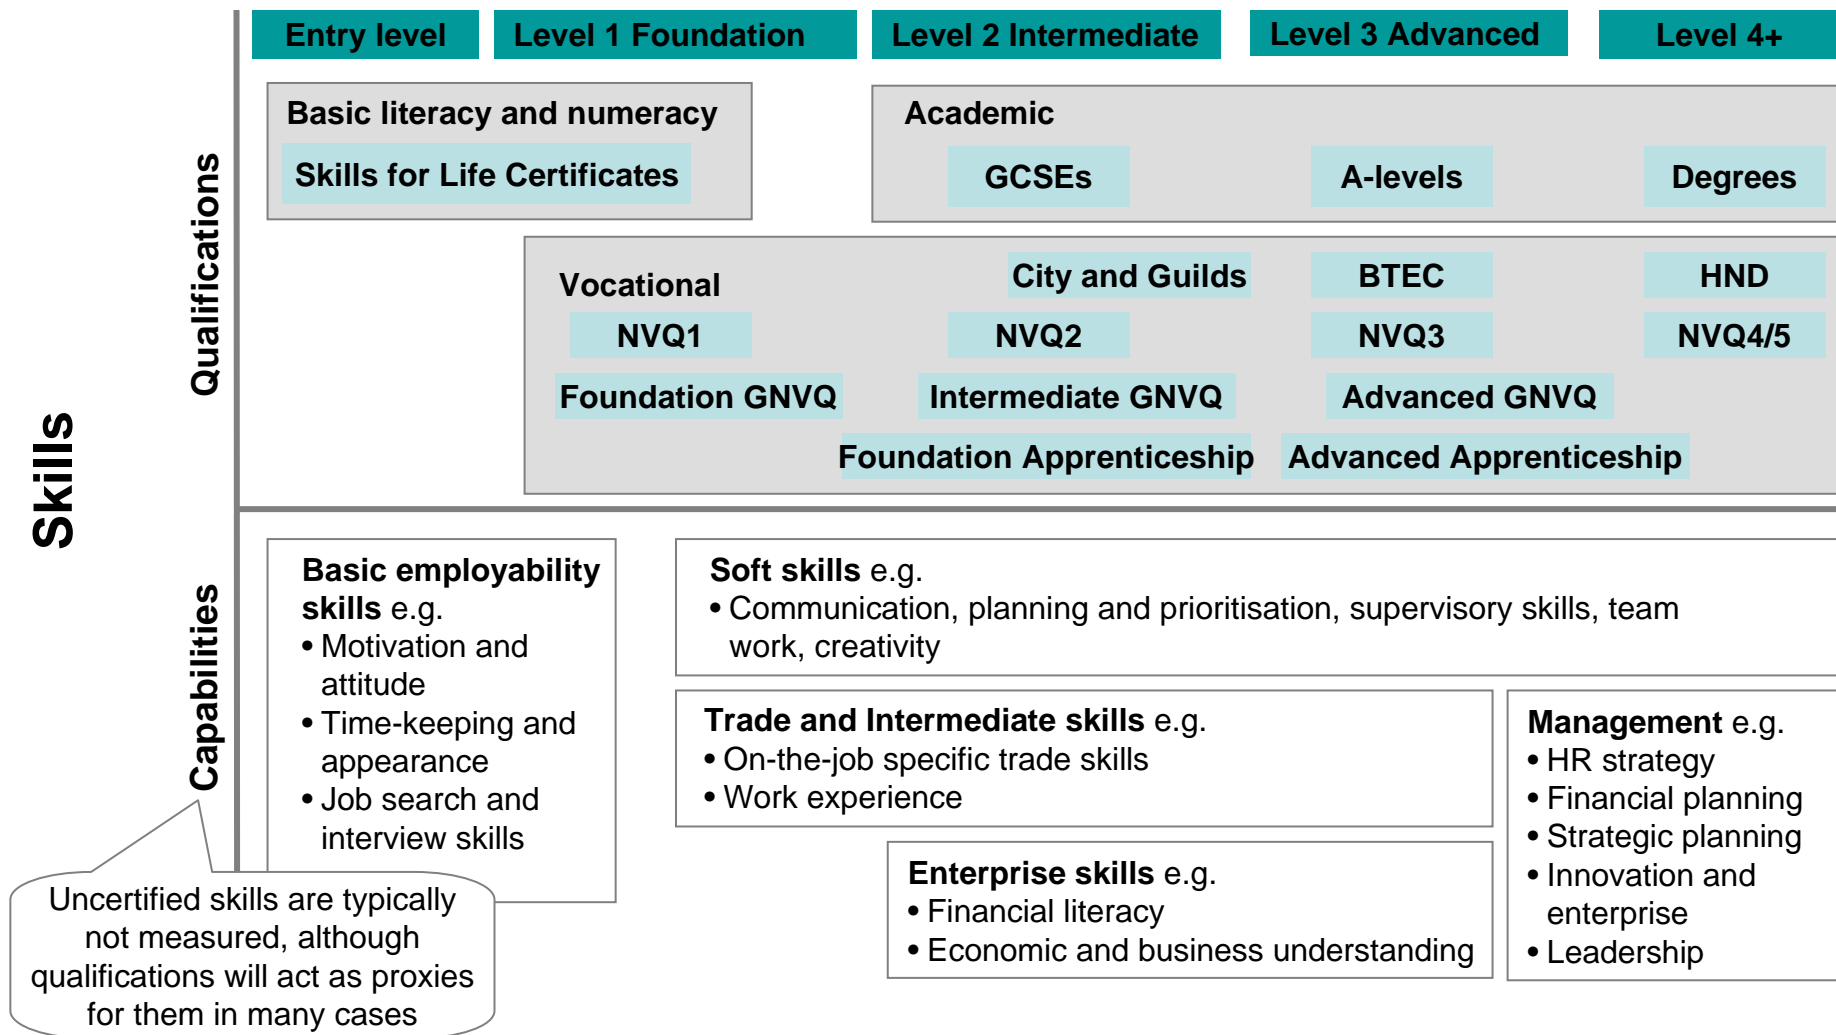 Entry level
Level 1 Foundation
Level 2 Intermediate
Level 3 Advanced
Level 4+
Skills
Qualifications
Basic literacy and numeracy
Skills for Life Certificates
Academic
GCSEs
A-levels
Degrees
Vocational
City and Guilds
BTEC
HND
NVQ1
NVQ2
NVQ3
NVQ4/5
Foundation GNVQ
Intermediate GNVQ
Advanced GNVQ
Foundation Apprenticeship
Advanced Apprenticeship
Capabilities
Basic employability
skills e.g.
• Motivation and
attitude
• Time-keeping and
appearance
• Job search and
interview skills
Soft skills e.g.
• Communication, planning and prioritisation, supervisory skills, team
work, creativity
Trade and Intermediate skills e.g.
• On-the-job specific trade skills
• Work experience
Enterprise skills e.g.
• Financial literacy
• Economic and business understanding
Management e.g.
• HR strategy
• Financial planning
• Strategic planning
• Innovation and
enterprise
• Leadership
Uncertified skills are typically
not measured, although
qualifications will act as proxies
for them in many cases